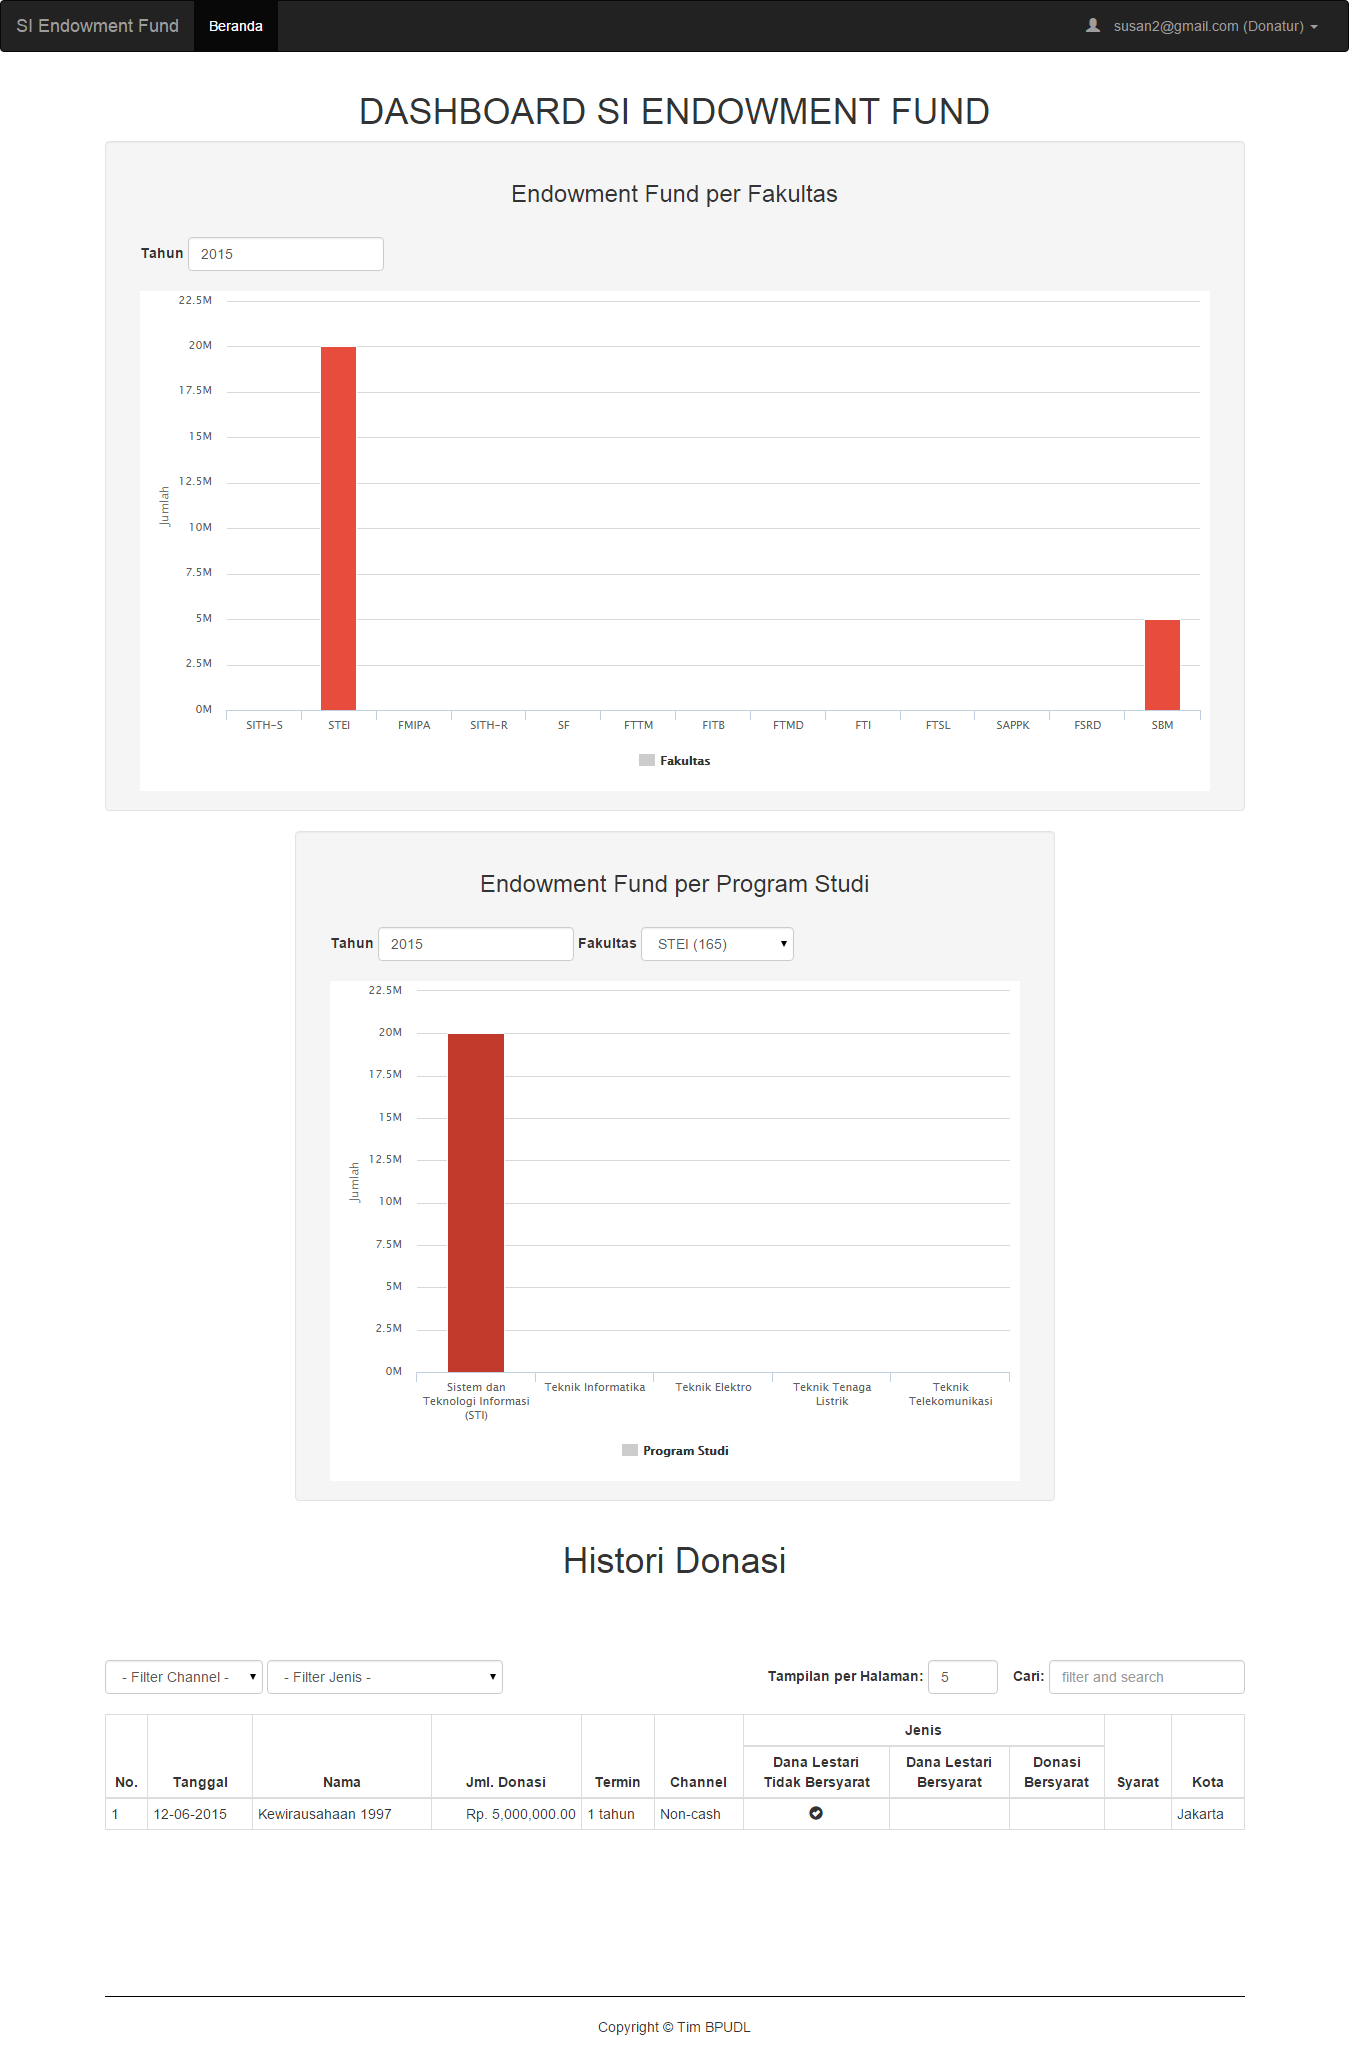 SI Endowment Fund Beranda susan2@gmail.com (Donatur)
DASHBOARD SI ENDOWMENT FUND
Endowment Fund per Fakultas
Tahun 2015
22.5M
20M
17.5M
15M
12.5M
10M
7.5M
5M
2.5M
0M
Jumlah
SITH-S STEI FMIPA SITH-R SF FTTM FITB FTMD FTI FTSL SAPPK FSRD SBM
Fakultas
Endowment Fund per Program Studi
Tahun 2015 Fakultas STEI (165)
22.5M
20M
17.5M
15M
12.5M
10M
7.5M
5M
2.5M
0M
Jumlah
Sistem dan Teknik Informatika Teknik Elektro Teknik Tenaga Teknik
Teknologi Informasi Listrik Telekomunikasi
(STI)
Program Studi
Histori Donasi
- Filter Channel - - Filter Jenis - Tampilan per Halaman: 5 Cari: filter and search
Jenis
Dana Lestari Dana Lestari Donasi
No. Tanggal Nama Jml. Donasi Termin Channel Tidak Bersyarat Bersyarat Bersyarat Syarat Kota
1 12-06-2015 Kewirausahaan 1997 Rp. 5,000,000.00 1 tahun Non-cash Jakarta
Copyright © Tim BPUDL